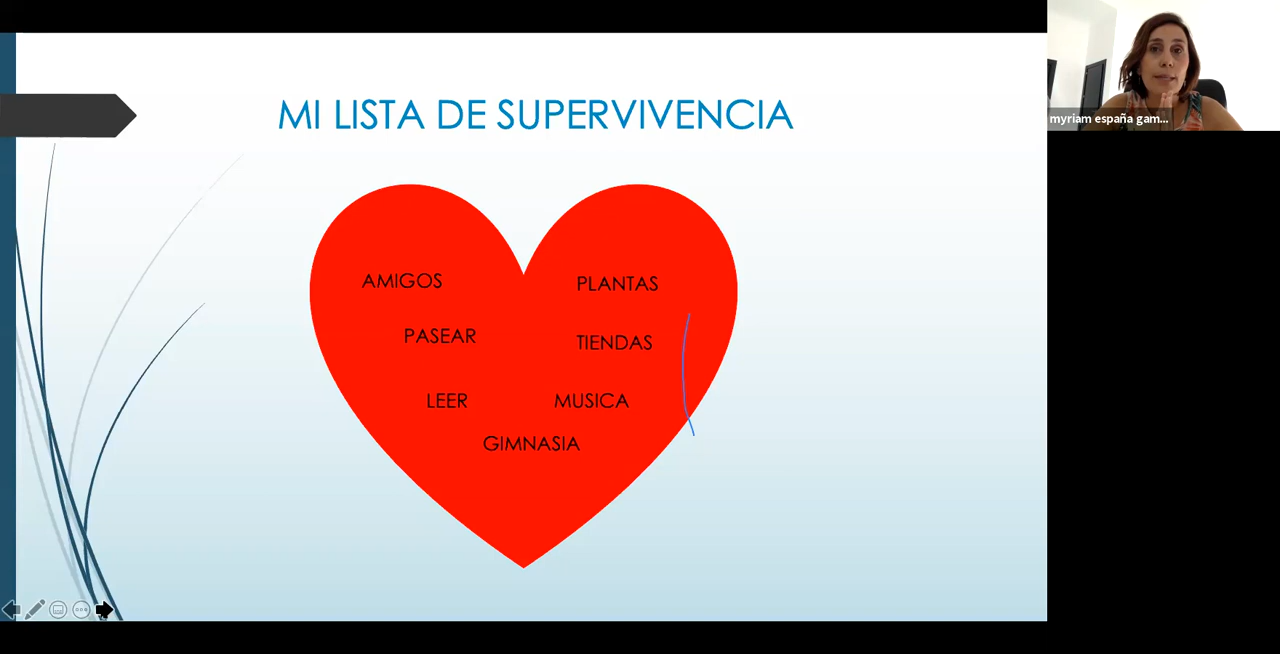 MI LISTA DE SUPERVIVENCIA
AMIGOS
PLANTAS
PASEAR
TIENDAS
LEER
MUSICA
GIMNASIA
myriam españa gam...